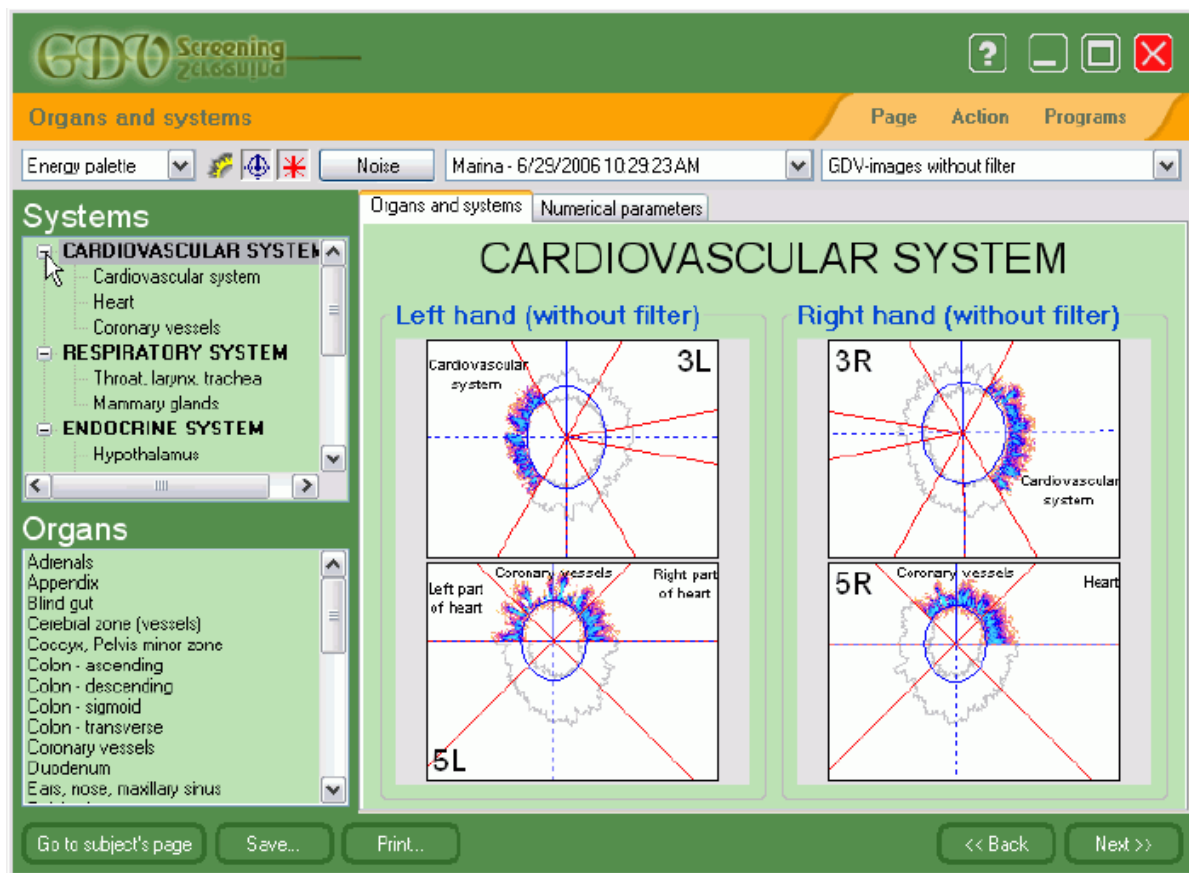 GDV Screening
Organs and systems
Page Action Programs
Energy palette
Noise
Marina - 6/29/2006 10:29:23 AM
GDV-images without filter
Systems
CARDIOVASCULAR SYSTEM
Cardiovascular system
Heart
Coronary vessels
RESPIRATORY SYSTEM
Throat, larynx, trachea
Mammary glands
ENDOCRINE SYSTEM
Hypothalamus
Organs
Adrenals
Appendix
Blind gut
Cerebral zone (vessels)
Coccyx, Pelvis minor zone
Colon - ascending
Colon - descending
Colon - sigmoid
Colon - transverse
Coronary vessels
Duodenum
Ears, nose, maxillary sinus
Organs and systems
Numerical parameters
CARDIOVASCULAR SYSTEM
Left hand (without filter)
Cardiovascular
system
3L
Left part
of heart
Coronary vessels
Right part
of heart
5L
Right hand (without filter)
3R
Cardiovascular
system
5R
Coronary vessels
Heart
Go to subject's page
Save...
Print...
<< Back
Next >>